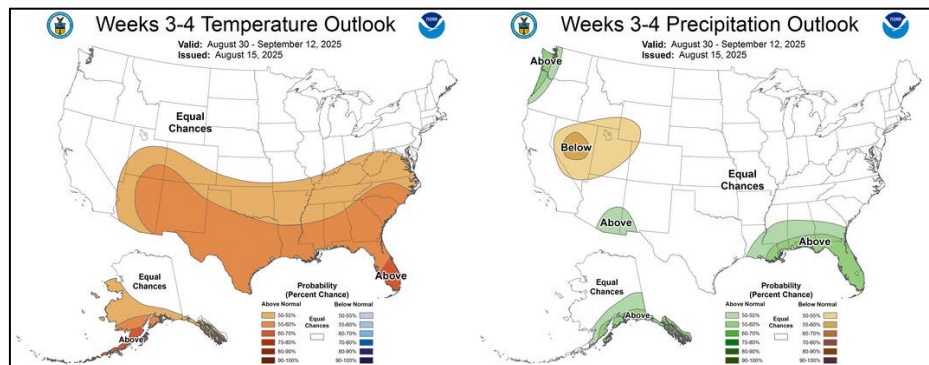 Weeks 3-4 Temperature Outlook
Valid: August 30 - September 12, 2025
Issued: August 15, 2025
Equal
Chances
Above
Equal
Chances
Above
Probability
(Percent Chance)
Above Normal
Below Normal
50-55%
55-60%
60-70%
70-80%
80-90%
90-100%
Equal
Chances
50-55%
55-60%
60-70%
70-80%
80-90%
90-100%
Weeks 3-4 Precipitation Outlook
Valid: August 30 - September 12, 2025
Issued: August 15, 2025
Above
Below
Equal
Chances
Above
Above
Equal
Chances
Above
Probability
(Percent Chance)
Above Normal
Below Normal
50-55%
55-60%
60-70%
70-80%
80-90%
90-100%
Equal
Chances
50-55%
55-60%
60-70%
70-80%
80-90%
90-100%